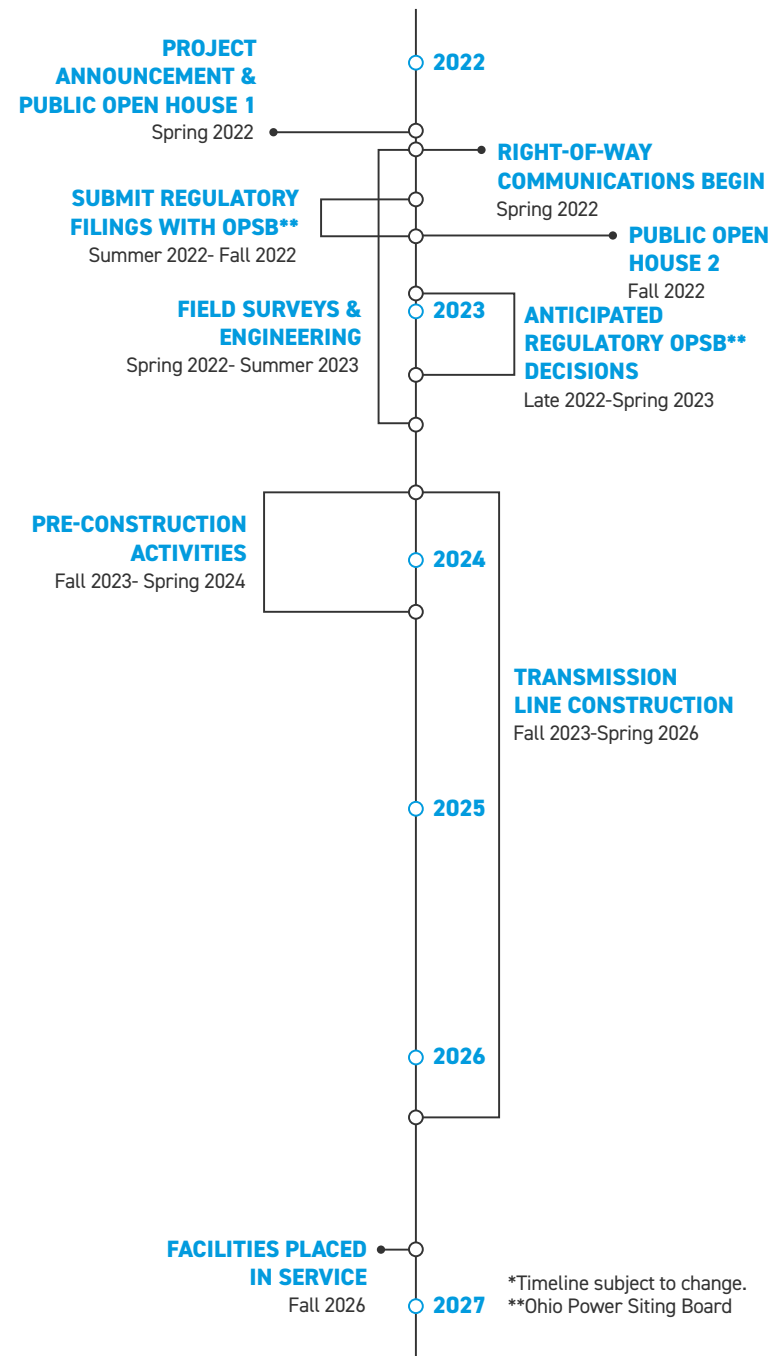 PROJECT
ANNOUNCEMENT &
PUBLIC OPEN HOUSE 1
Spring 2022
2022
RIGHT-OF-WAY
COMMUNICATIONS BEGIN
Spring 2022
SUBMIT REGULATORY
FILINGS WITH OPSB**
Summer 2022- Fall 2022
PUBLIC OPEN
HOUSE 2
Fall 2022
FIELD SURVEYS &
ENGINEERING
Spring 2022- Summer 2023
2023
ANTICIPATED
REGULATORY OPSB**
DECISIONS
Late 2022-Spring 2023
PRE-CONSTRUCTION
ACTIVITIES
Fall 2023- Spring 2024
2024
TRANSMISSION
LINE CONSTRUCTION
Fall 2023-Spring 2026
2025
2026
FACILITIES PLACED
IN SERVICE
Fall 2026
2027
*Timeline subject to change.
**Ohio Power Siting Board